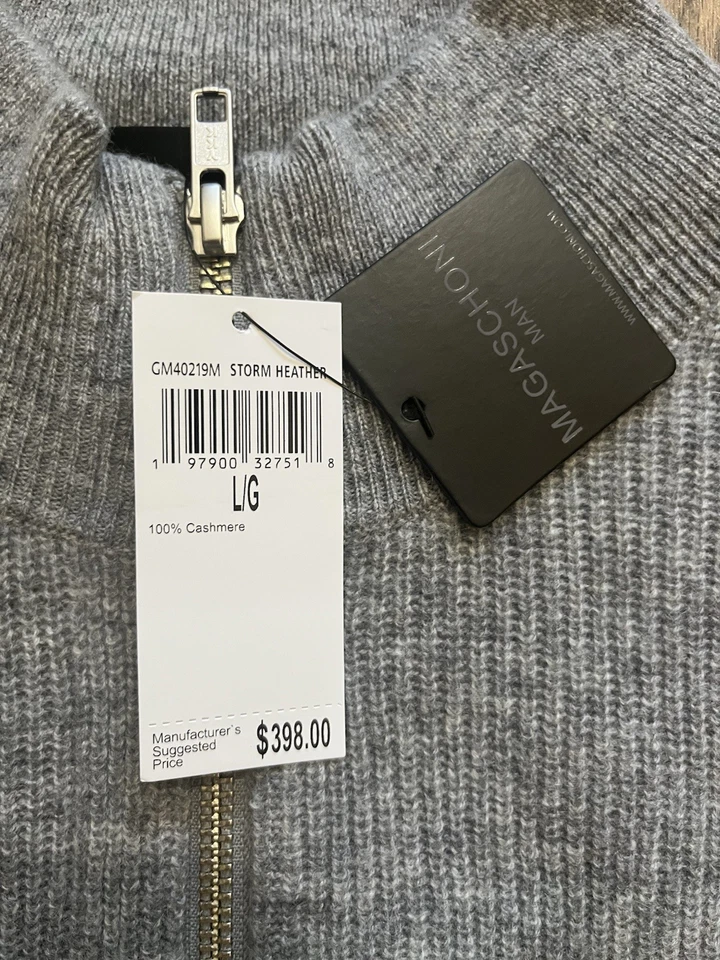 YKK
GM40219M STORM HEATHER
1 97900 32751 8
L/G
100% Cashmere
Manufacturer's
Suggested
Price
$398.00
MAGASCHONI
MAN
WWW.MAGASCHONI.COM